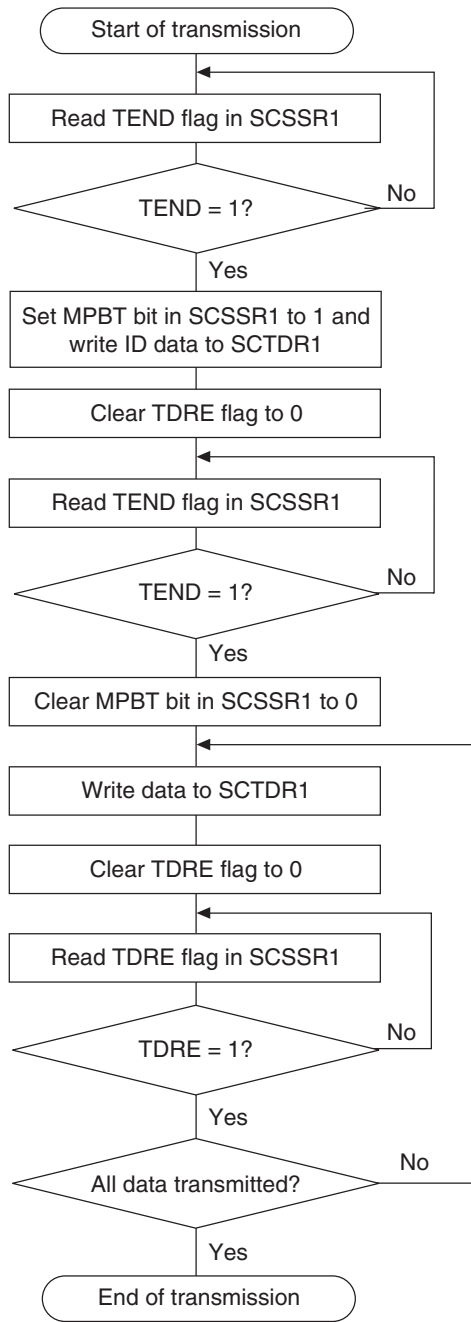 Start of transmission
Read TEND flag in SCSSR1
TEND = 1?
No
Yes
Set MPBT bit in SCSSR1 to 1 and
write ID data to SCTDR1
Clear TDRE flag to 0
Read TEND flag in SCSSR1
TEND = 1?
No
Yes
Clear MPBT bit in SCSSR1 to 0
Write data to SCTDR1
Clear TDRE flag to 0
Read TDRE flag in SCSSR1
TDRE = 1?
No
Yes
All data transmitted?
No
Yes
End of transmission